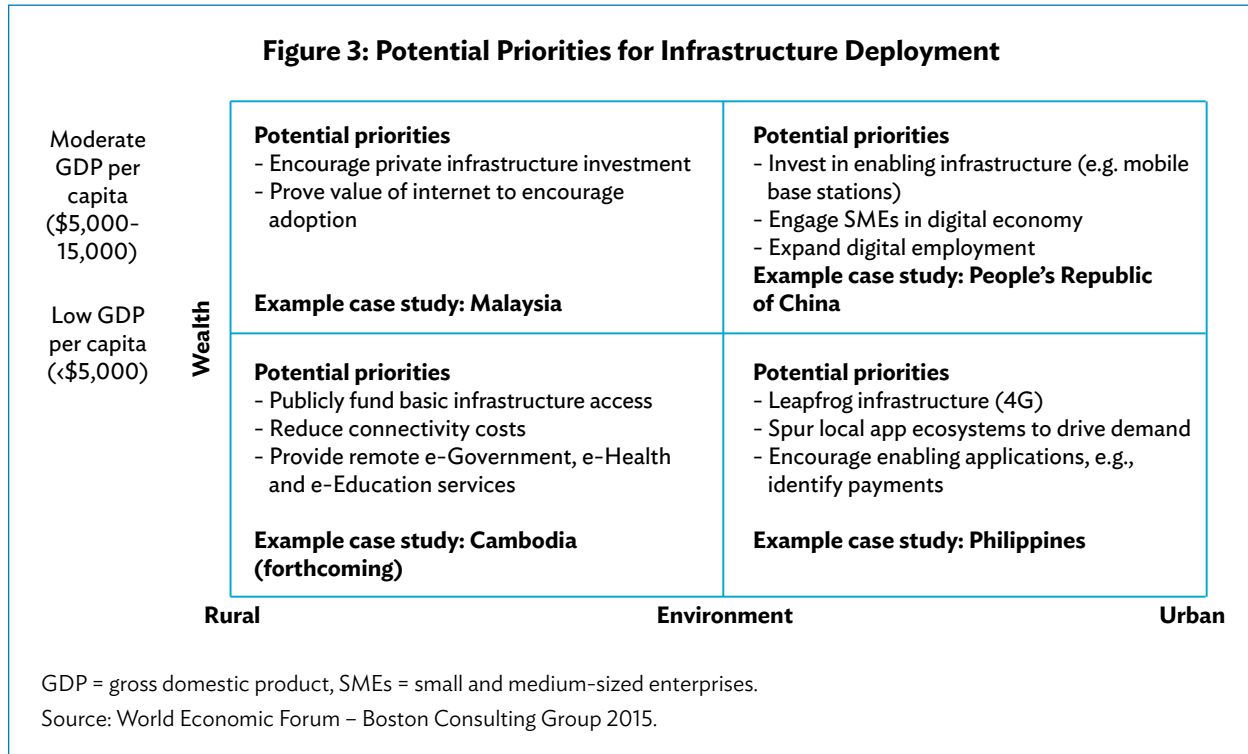 Figure 3: Potential Priorities for Infrastructure Deployment
Moderate
GDP per
capita
($5,000–
15,000)
Low GDP
per capita
(<$5,000)
Wealth
Potential priorities
- Encourage private infrastructure investment
- Prove value of internet to encourage
adoption
Example case study: Malaysia
Potential priorities
- Invest in enabling infrastructure (e.g. mobile
base stations)
- Engage SMEs in digital economy
- Expand digital employment
Example case study: People’s Republic
of China
Potential priorities
- Publicly fund basic infrastructure access
- Reduce connectivity costs
- Provide remote e-Government, e-Health
and e-Education services
Example case study: Cambodia
(forthcoming)
Potential priorities
- Leapfrog infrastructure (4G)
- Spur local app ecosystems to drive demand
- Encourage enabling applications, e.g.,
identify payments
Example case study: Philippines
Rural Environment Urban
GDP = gross domestic product, SMEs = small and medium-sized enterprises.
Source: World Economic Forum – Boston Consulting Group 2015.